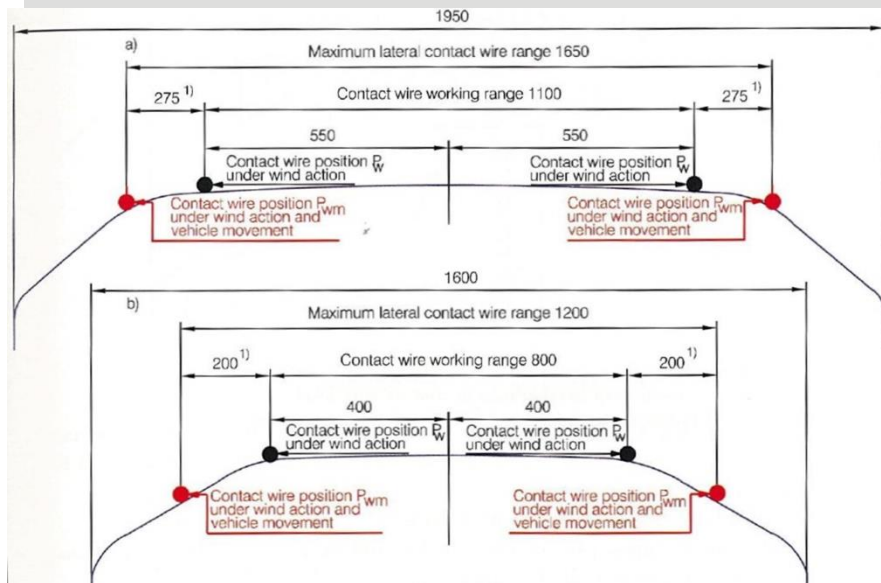 1950
a)
Maximum lateral contact wire range 1650
275 1)
Contact wire working range 1100
275 1)
550
550
Contact wire position Pw
under wind action
Contact wire position Pw
under wind action
Contact wire position Pwm
under wind action and
vehicle movement
Contact wire position Pwm
under wind action and
vehicle movement
1600
b)
Maximum lateral contact wire range 1200
200 1)
Contact wire working range 800
200 1)
400
400
Contact wire position Pw
under wind action
Contact wire position Pw
under wind action
Contact wire position Pwm
under wind action and
vehicle movement
Contact wire position Pwm
under wind action and
vehicle movement